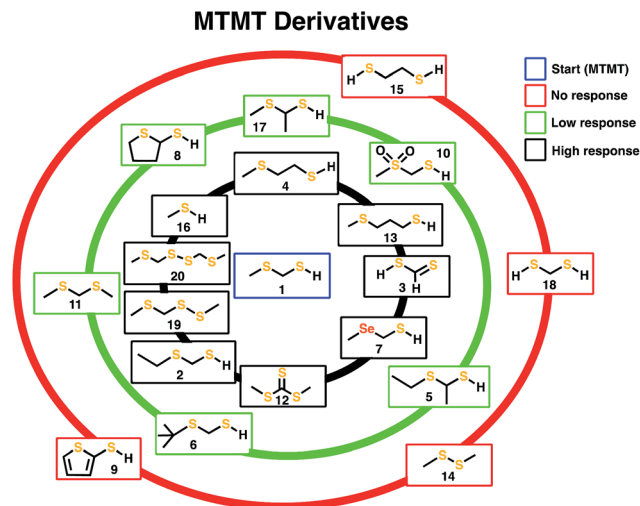 MTMT Derivatives
Start (MTMT)
No response
Low response
High response
H S S H
15
S S H
17
S S H
8
O O S S H
10
S S H
4
S H
16
S S H
13
S S S S
20
S S H
1
H S S H
3
H S S H
18
S S
11
S S S
19
Se S H
7
S S H
2
S S S
12
S S H
5
S S H
6
S S H
9
S S
14